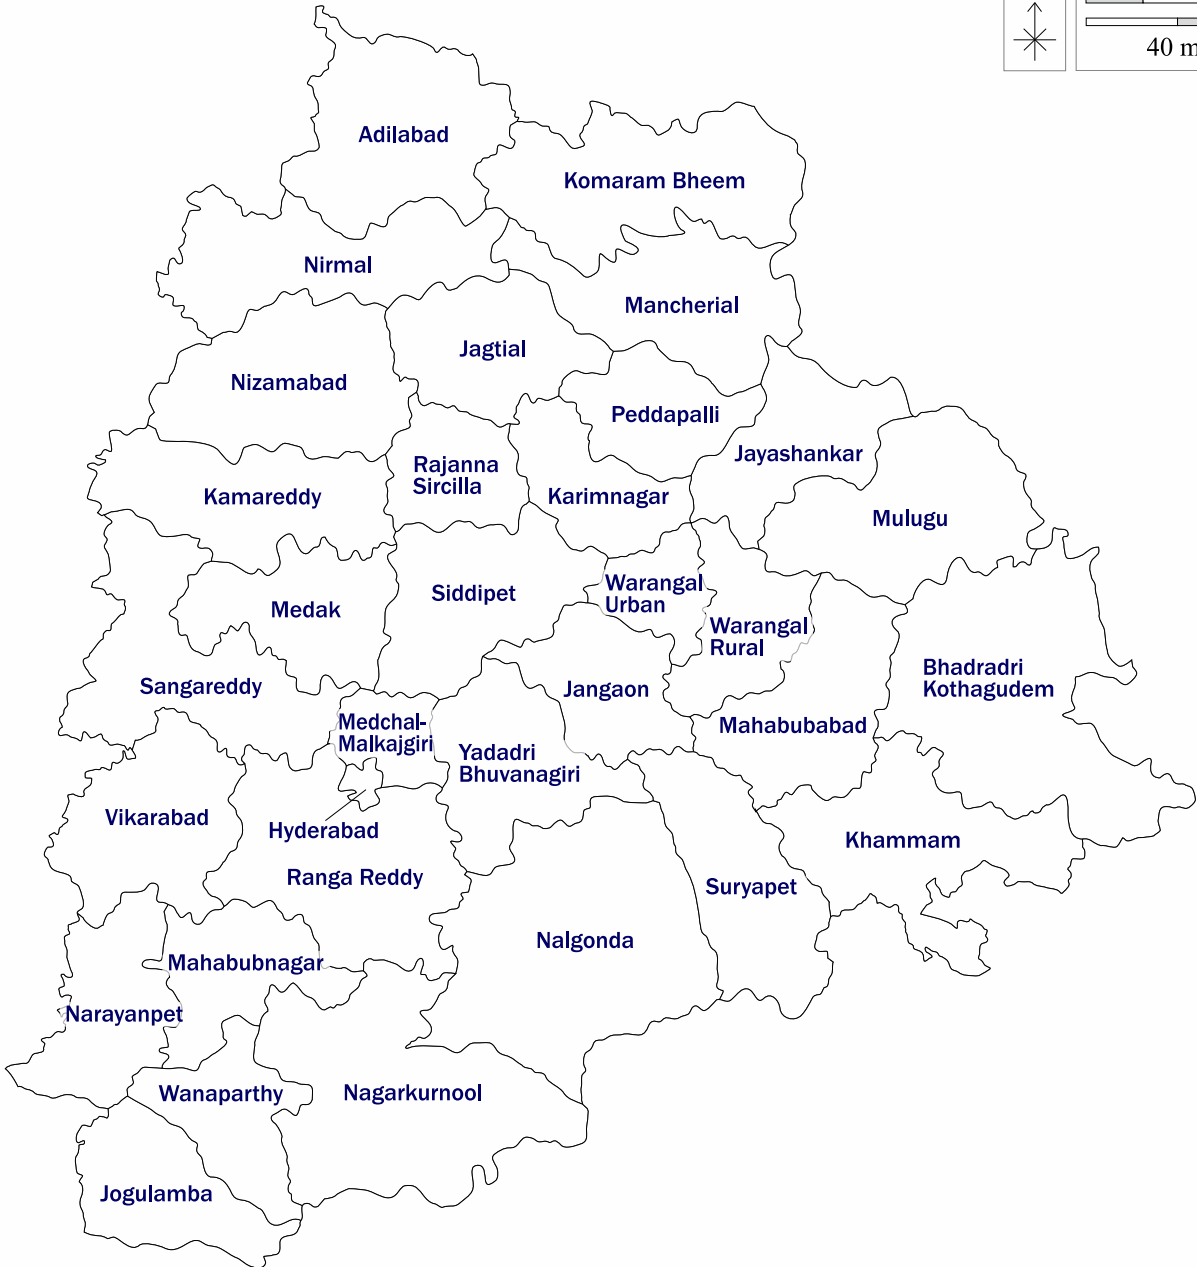 40 m
Adilabad
Komaram Bheem
Nirmal
Mancherial
Jagtial
Nizamabad
Peddapalli
Jayashankar
Rajanna
Sircilla
Kamareddy
Karimnagar
Mulugu
Siddipet
Warangal
Urban
Medak
Warangal
Rural
Bhadradri
Kothagudem
Sangareddy
Jangaon
Medchal-
Malkajgiri
Mahabubabad
Yadadri
Bhuvanagiri
Vikarabad
Hyderabad
Khammam
Ranga Reddy
Suryapet
Nalgonda
Mahabubnagar
Narayanpet
Wanaparthy
Nagarkurnool
Jogulamba